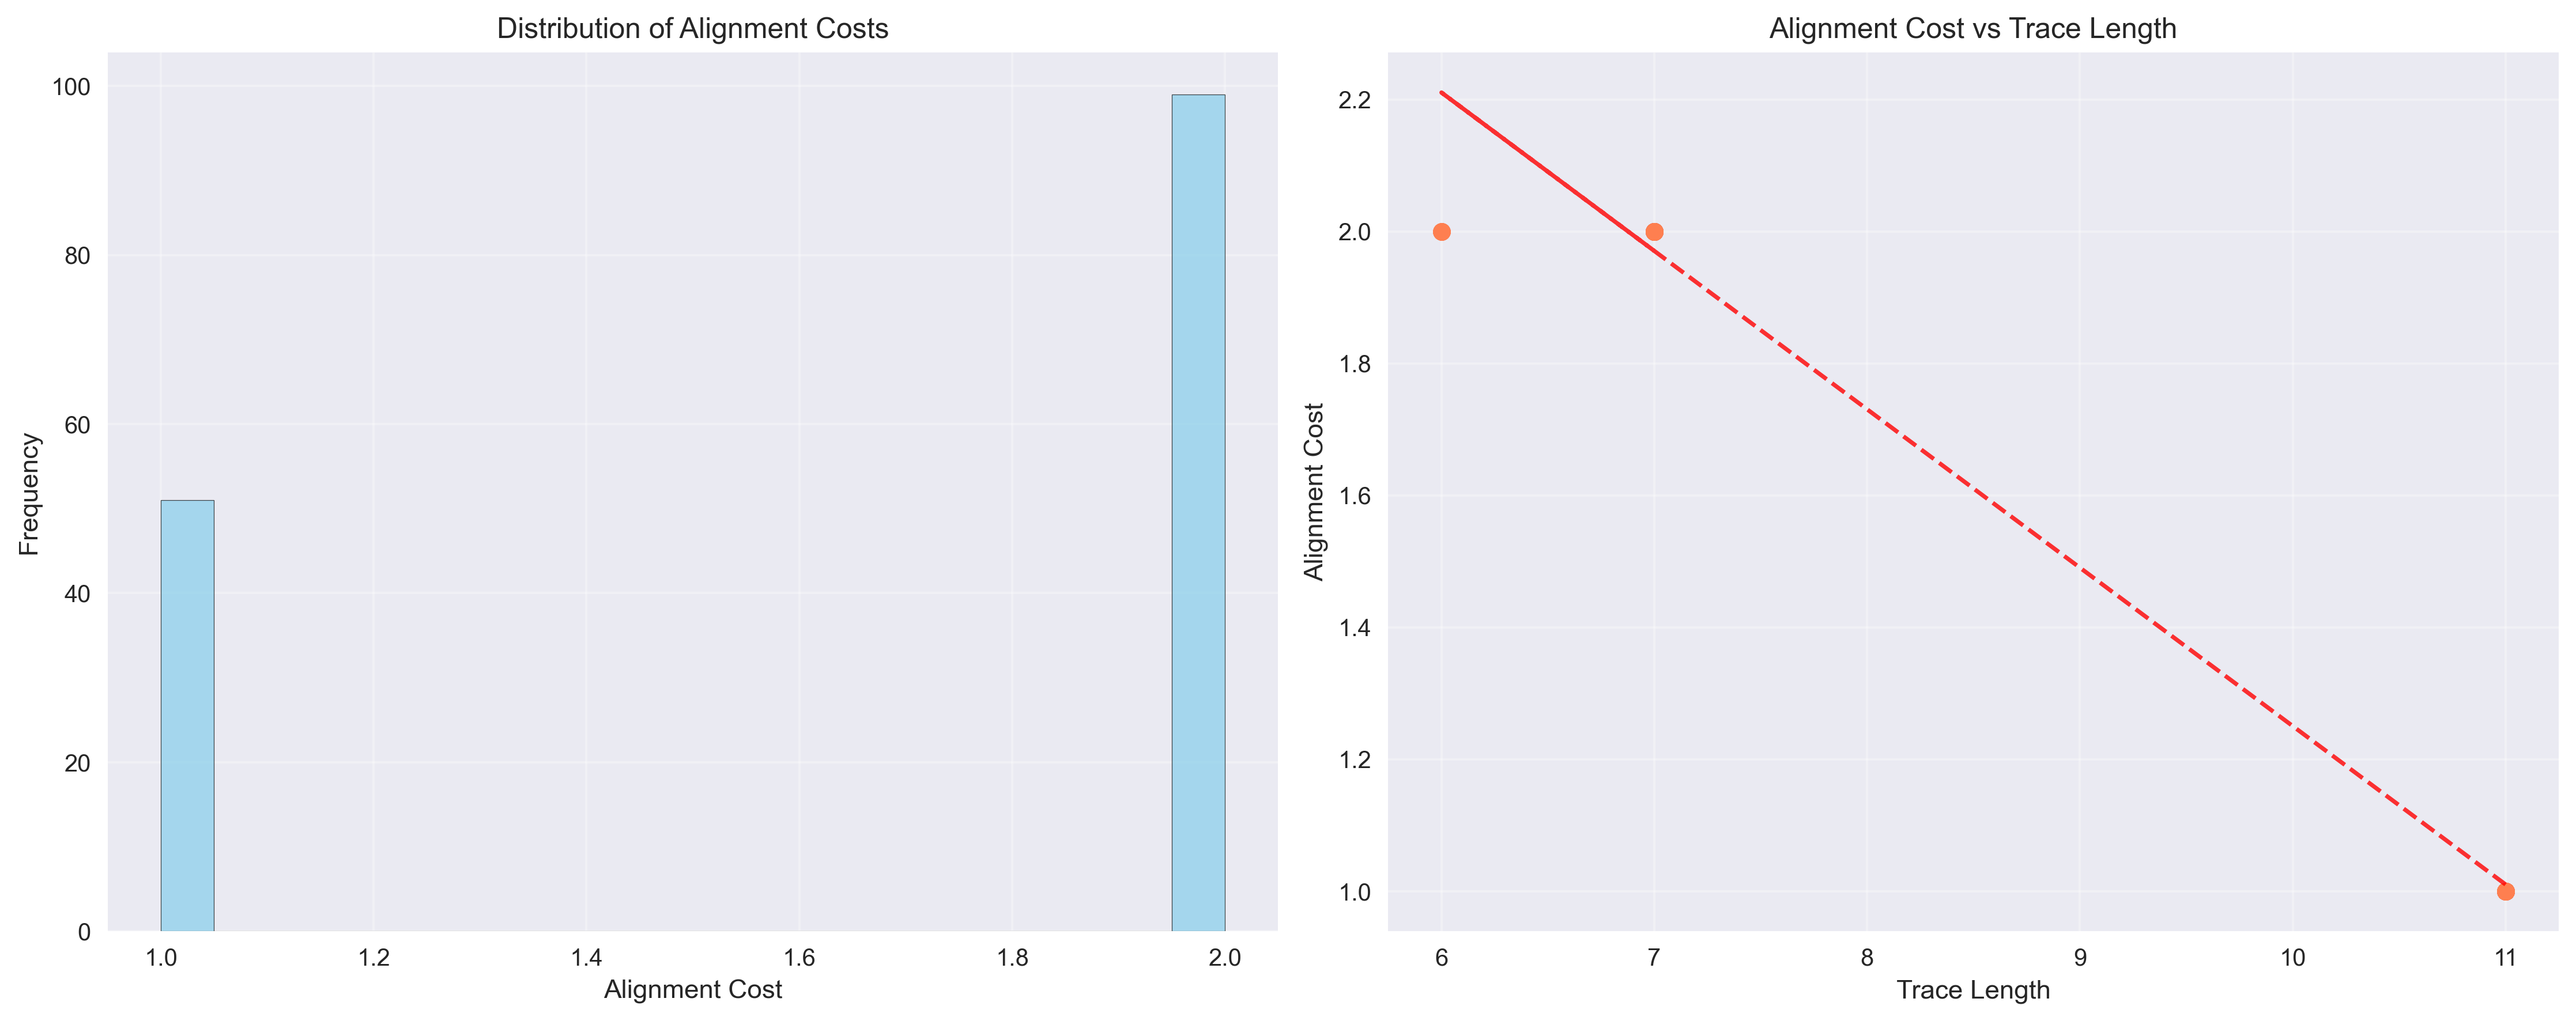 Distribution of Alignment Costs
100
80
60
40
20
0
Frequency
1.0 1.2 1.4 1.6 1.8 2.0
Alignment Cost
Alignment Cost vs Trace Length
2.2
2.0
1.8
1.6
1.4
1.2
1.0
Alignment Cost
6 7 8 9 10 11
Trace Length